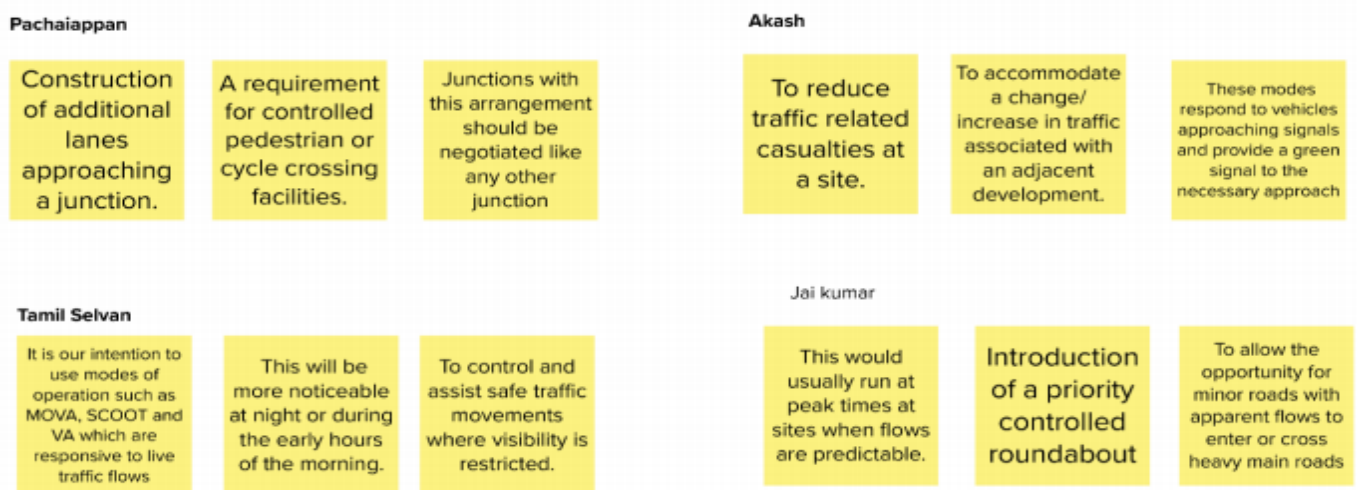 Pachaiappan
Construction
of additional
lanes
approaching
a junction.
A requirement
for controlled
pedestrian or
cycle crossing
facilities.
Junctions with
this arrangement
should be
negotiated like
any other
junction
Akash
To reduce
traffic related
casualties at
a site.
To accommodate
a change/
increase in traffic
associated with
an adjacent
development.
These modes
respond to vehicles
approaching signals
and provide a green
signal to the
necessary approach
Tamil Selvan
It is our intention to
use modes of
operation such as
MOVA, SCOOT and
VA which are
responsive to live
traffic flows
This will be
more noticeable
at night or during
the early hours
of the morning.
To control and
assist safe traffic
movements
where visibility is
restricted.
Jai kumar
This would
usually run at
peak times at
sites when flows
are predictable.
Introduction
of a priority
controlled
roundabout
To allow the
opportunity for
minor roads with
apparent flows to
enter or cross
heavy main roads